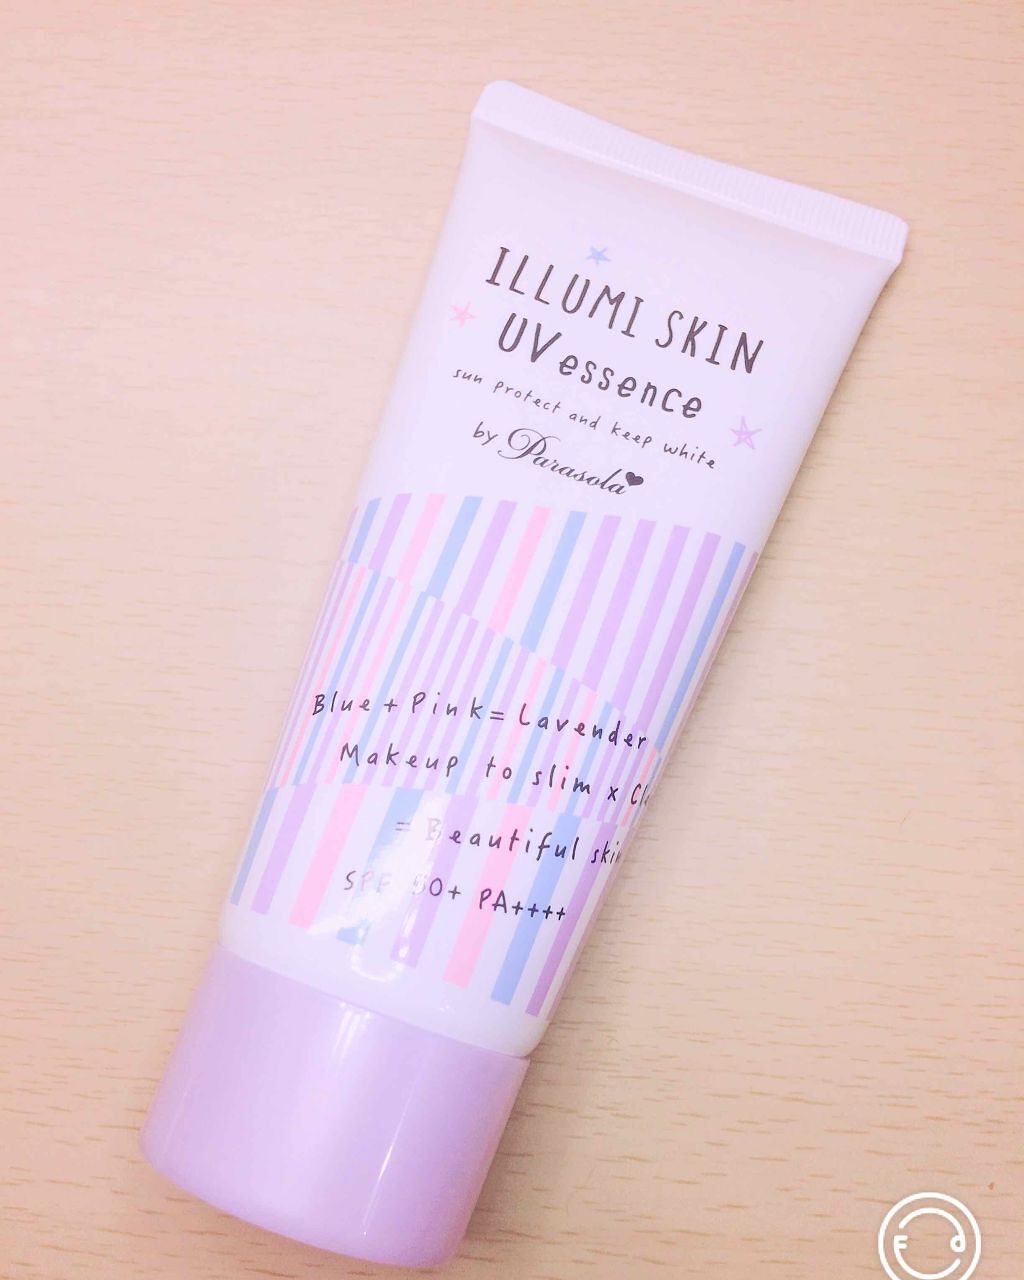 ILLUMI SKIN
UV essence
sun protect and keep white
by Parasola
Blue + Pink = Lavender
Makeup to slim x
= Beautiful skin
SPF 50+ PA++++